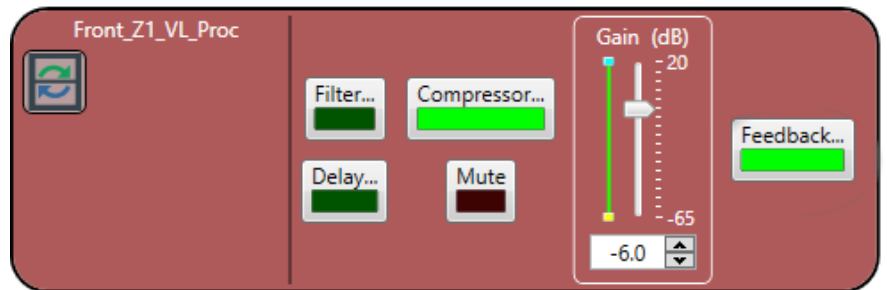 Front_Z1_VL_Proc
Filter...
Compressor...
Delay...
Mute
Gain (dB)
20
-65
-6.0
Feedback...